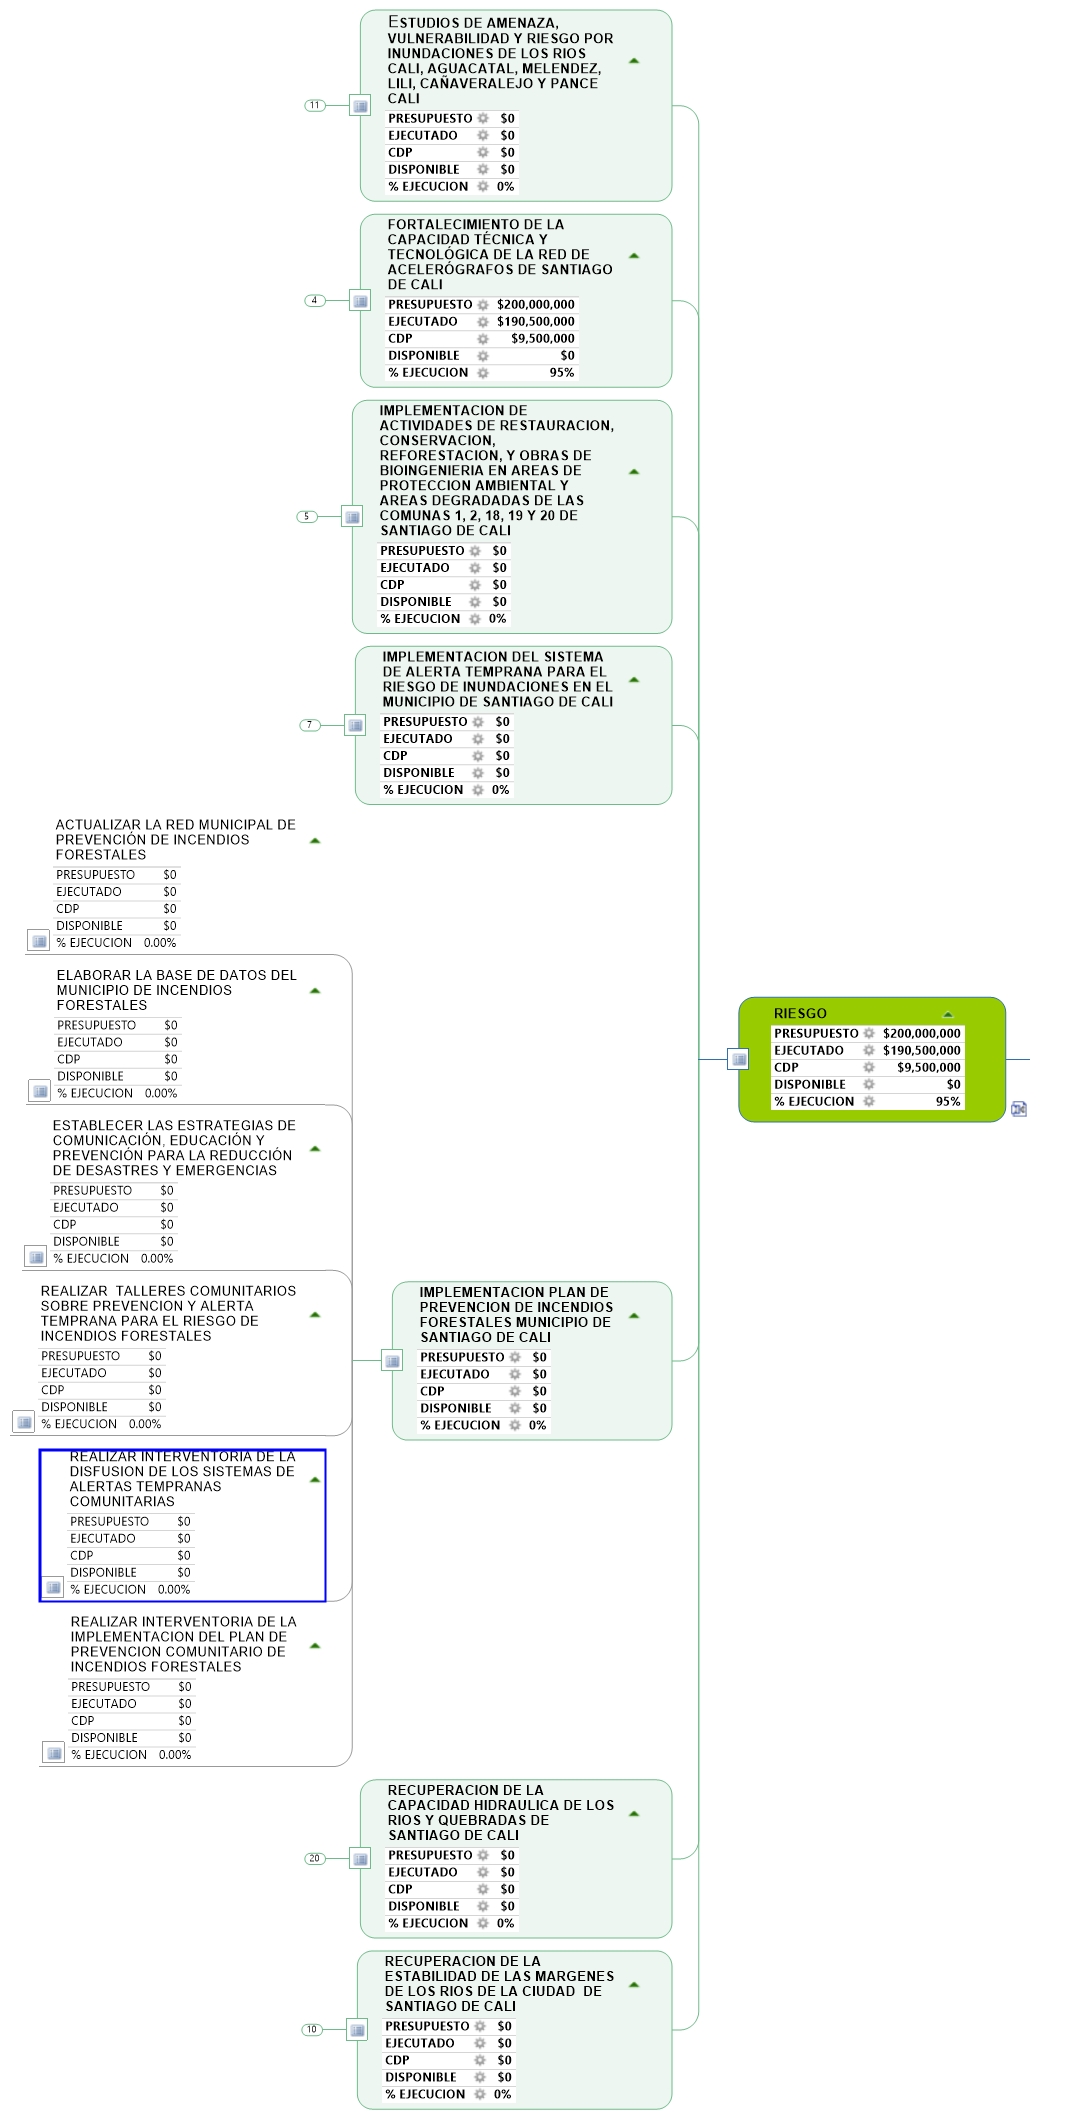 ESTUDIOS DE AMENAZA,
VULNERABILIDAD Y RIESGO POR
INUNDACIONES DE LOS RIOS
CALI, AGUACATAL, MELENDEZ,
LILI, CAÑAVERALEJO Y PANCE
CALI
11
PRESUPUESTO $0
EJECUTADO $0
CDP $0
DISPONIBLE $0
% EJECUCION 0%
FORTALECIMIENTO DE LA
CAPACIDAD TÉCNICA Y
TECNOLÓGICA DE LA RED DE
ACELERÓGRAFOS DE SANTIAGO
DE CALI
4
PRESUPUESTO $200,000,000
EJECUTADO $190,500,000
CDP $9,500,000
DISPONIBLE $0
% EJECUCION 95%
IMPLEMENTACION DE
ACTIVIDADES DE RESTAURACION,
CONSERVACION,
REFORESTACION, Y OBRAS DE
BIOINGENIERIA EN AREAS DE
PROTECCION AMBIENTAL Y
AREAS DEGRADADAS DE LAS
COMUNAS 1, 2, 18, 19 Y 20 DE
SANTIAGO DE CALI
5
PRESUPUESTO $0
EJECUTADO $0
CDP $0
DISPONIBLE $0
% EJECUCION 0%
IMPLEMENTACION DEL SISTEMA
DE ALERTA TEMPRANA PARA EL
RIESGO DE INUNDACIONES EN EL
MUNICIPIO DE SANTIAGO DE CALI
7
PRESUPUESTO $0
EJECUTADO $0
CDP $0
DISPONIBLE $0
% EJECUCION 0%
ACTUALIZAR LA RED MUNICIPAL DE
PREVENCIÓN DE INCENDIOS
FORESTALES
PRESUPUESTO $0
EJECUTADO $0
CDP $0
DISPONIBLE $0
% EJECUCION 0.00%
ELABORAR LA BASE DE DATOS DEL
MUNICIPIO DE INCENDIOS
FORESTALES
PRESUPUESTO $0
EJECUTADO $0
CDP $0
DISPONIBLE $0
% EJECUCION 0.00%
ESTABLECER LAS ESTRATEGIAS DE
COMUNICACIÓN, EDUCACIÓN Y
PREVENCIÓN PARA LA REDUCCIÓN
DE DESASTRES Y EMERGENCIAS
PRESUPUESTO $0
EJECUTADO $0
CDP $0
DISPONIBLE $0
% EJECUCION 0.00%
REALIZAR TALLERES COMUNITARIOS
SOBRE PREVENCION Y ALERTA
TEMPRANA PARA EL RIESGO DE
INCENDIOS FORESTALES
PRESUPUESTO $0
EJECUTADO $0
CDP $0
DISPONIBLE $0
% EJECUCION 0.00%
REALIZAR INTERVENTORIA DE LA
DISFUSION DE LOS SISTEMAS DE
ALERTAS TEMPRANAS
COMUNITARIAS
PRESUPUESTO $0
EJECUTADO $0
CDP $0
DISPONIBLE $0
% EJECUCION 0.00%
REALIZAR INTERVENTORIA DE LA
IMPLEMENTACION DEL PLAN DE
PREVENCION COMUNITARIO DE
INCENDIOS FORESTALES
PRESUPUESTO $0
EJECUTADO $0
CDP $0
DISPONIBLE $0
% EJECUCION 0.00%
IMPLEMENTACION PLAN DE
PREVENCION DE INCENDIOS
FORESTALES MUNICIPIO DE
SANTIAGO DE CALI
PRESUPUESTO $0
EJECUTADO $0
CDP $0
DISPONIBLE $0
% EJECUCION 0%
RIESGO
PRESUPUESTO $200,000,000
EJECUTADO $190,500,000
CDP $9,500,000
DISPONIBLE $0
% EJECUCION 95%
RECUPERACION DE LA
CAPACIDAD HIDRAULICA DE LOS
RIOS Y QUEBRADAS DE
SANTIAGO DE CALI
20
PRESUPUESTO $0
EJECUTADO $0
CDP $0
DISPONIBLE $0
% EJECUCION 0%
RECUPERACION DE LA
ESTABILIDAD DE LAS MARGENES
DE LOS RIOS DE LA CIUDAD DE
SANTIAGO DE CALI
10
PRESUPUESTO $0
EJECUTADO $0
CDP $0
DISPONIBLE $0
% EJECUCION 0%